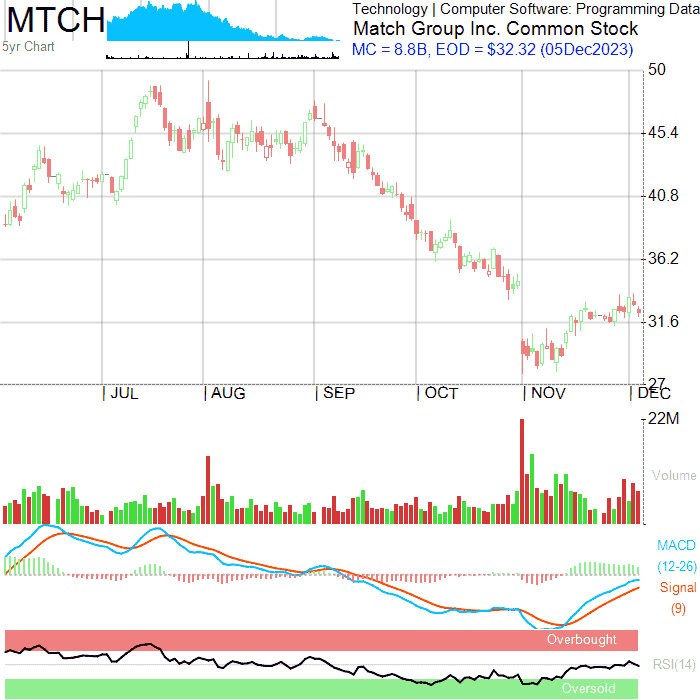 MTCH
5yr Chart
Technology | Computer Software: Programming Data
Match Group Inc. Common Stock
MC = 8.8B, EOD = $32.32 (05Dec2023)
50
45.4
40.8
36.2
31.6
27
JUL AUG SEP OCT NOV DEC
22M
Volume
MACD
(12-26)
Signal
(9)
Overbought
RSI(14)
Oversold